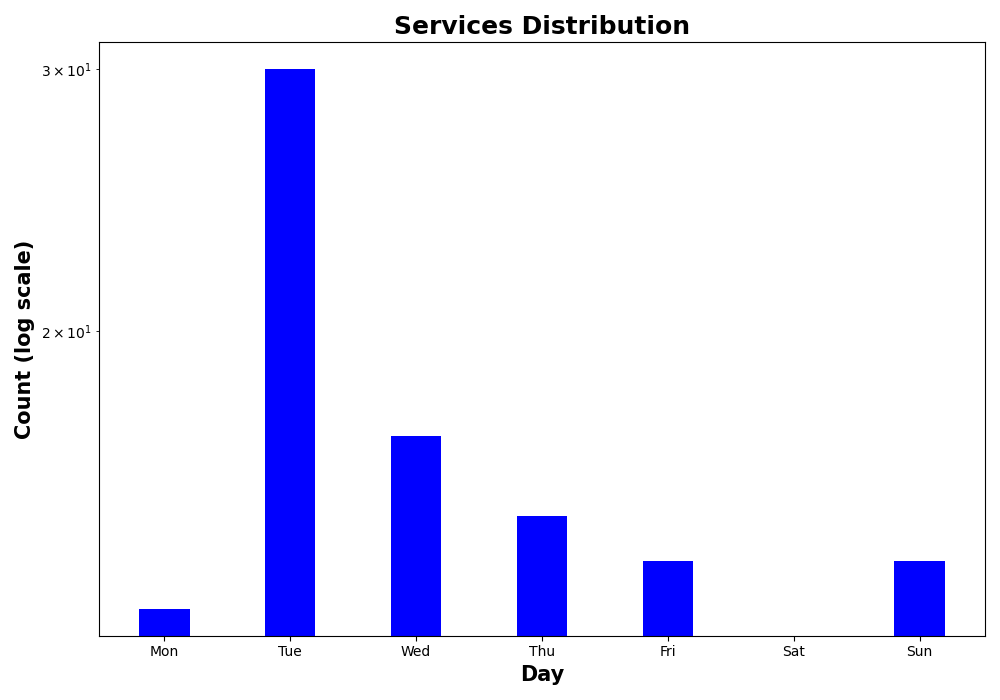 Services Distribution
Count (log scale)
3 × 10¹
2 × 10¹
Mon Tue Wed Thu Fri Sat Sun
Day